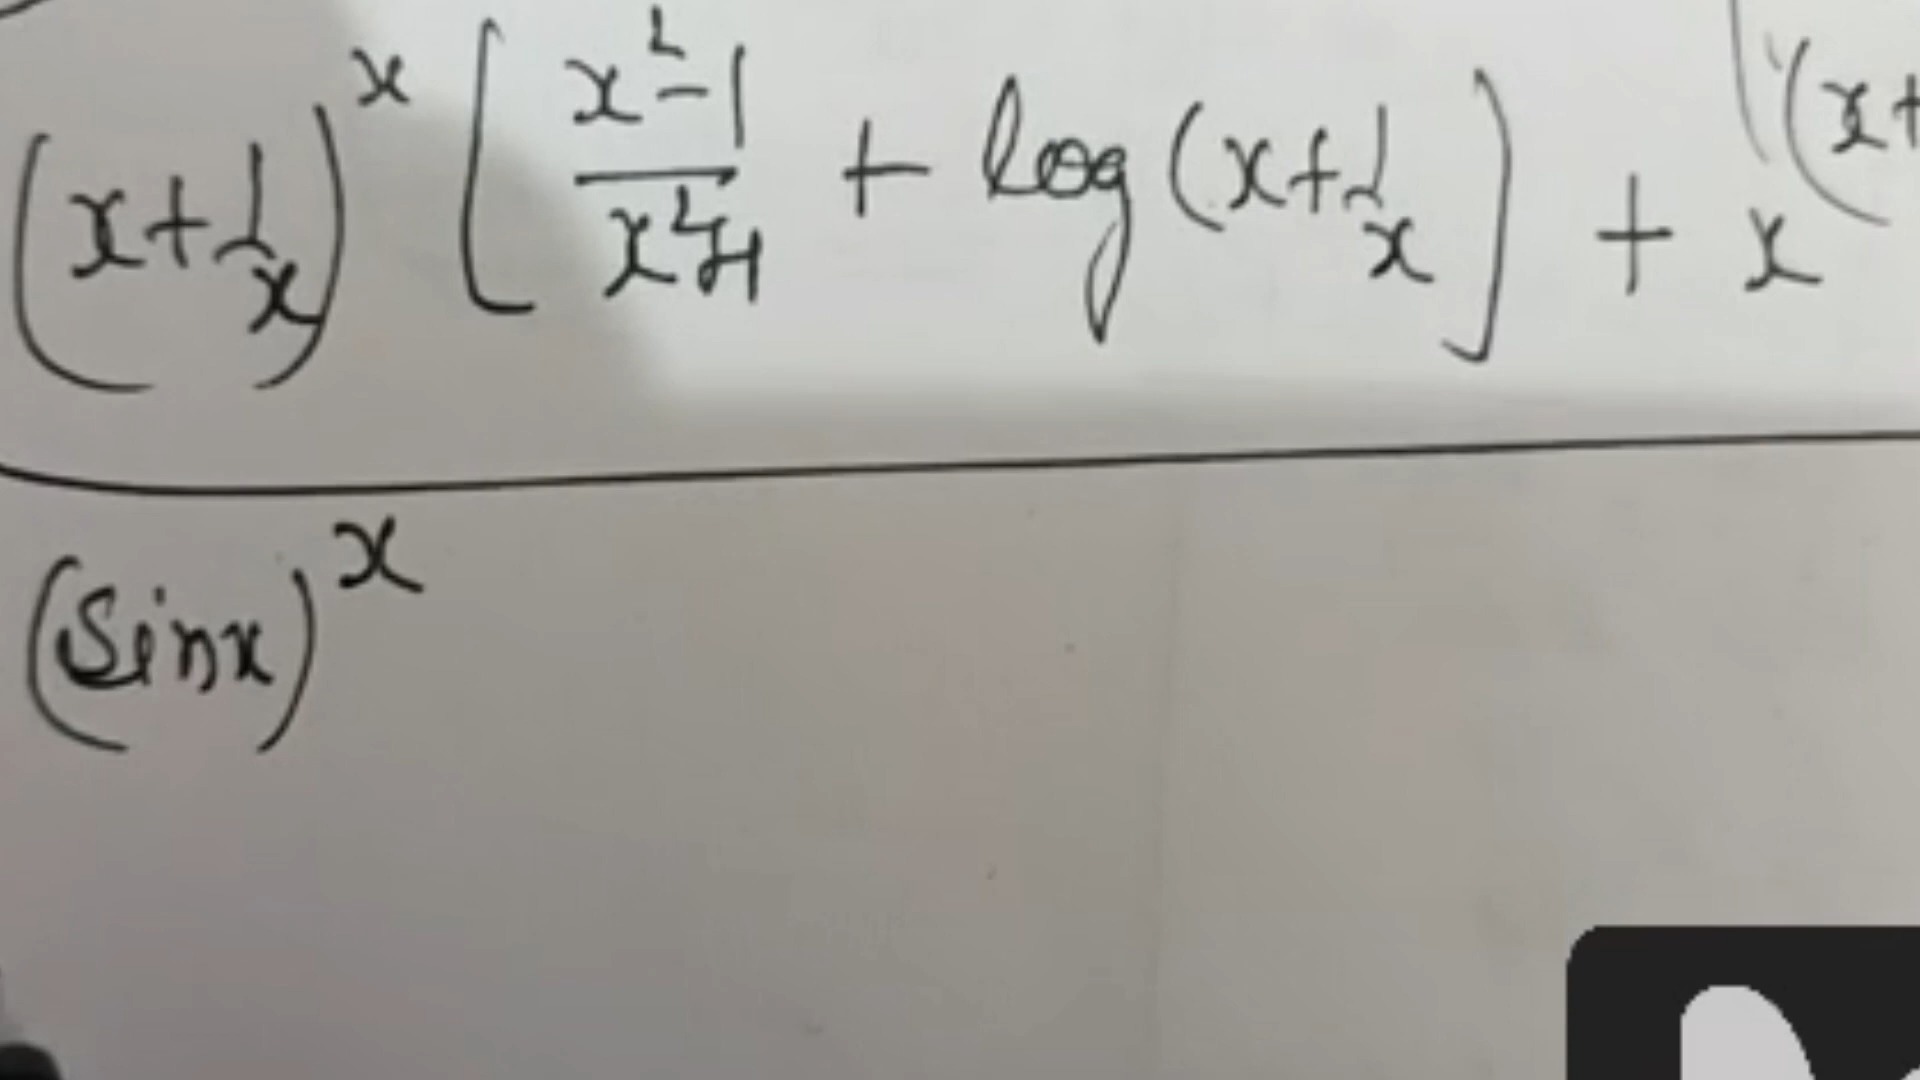 (x+1/x)^x [ (x²-1)/(x²+1) + log(x+1/x) ] + x^(x+
(Sinx)^x